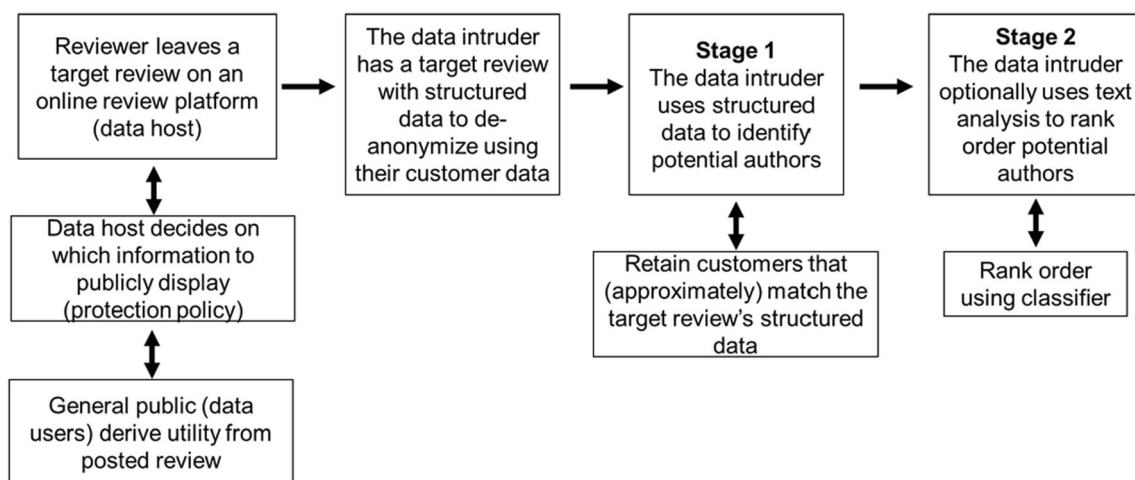 Reviewer leaves a
target review on an
online review platform
(data host)
The data intruder
has a target review
with structured
data to de-
anonymize using
their customer data
Stage 1
The data intruder
uses structured
data to identify
potential authors
Stage 2
The data intruder
optionally uses text
analysis to rank
order potential
authors
Data host decides on
which information to
publicly display
(protection policy)
Retain customers that
(approximately) match the
target review's structured
data
Rank order
using classifier
General public (data
users) derive utility from
posted review